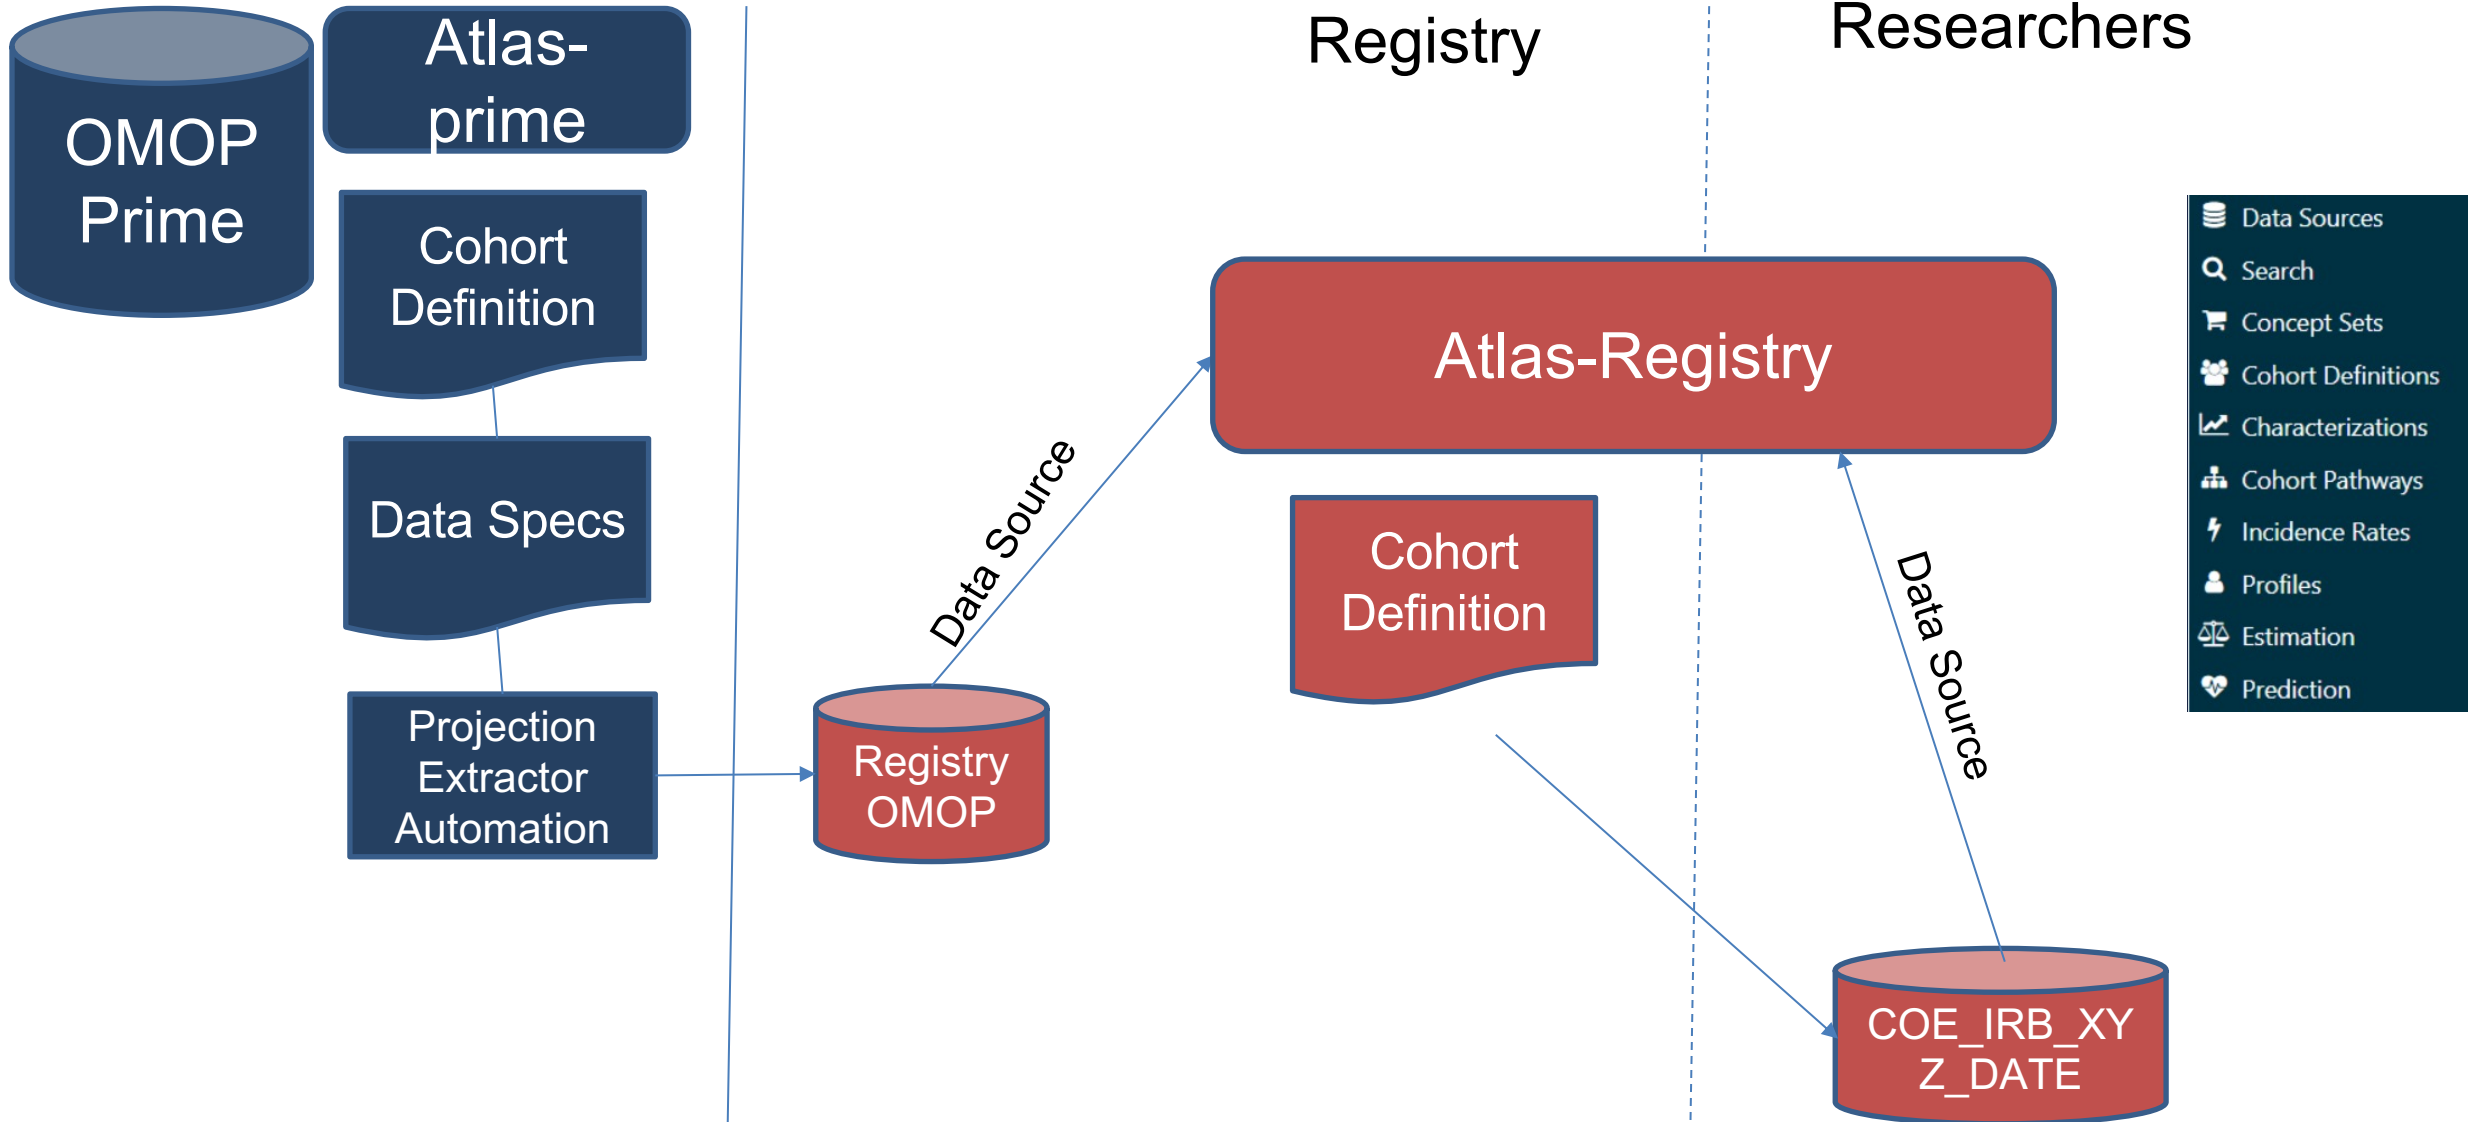 OMOP
Prime
Atlas-
prime
Cohort
Definition
Data Specs
Projection
Extractor
Automation
Registry
Researchers
Data Source
Registry
OMOP
Atlas-Registry
Cohort
Definition
Data Source
COE_IRB_XY
Z_DATE
Data Sources
Search
Concept Sets
Cohort Definitions
Characterizations
Cohort Pathways
Incidence Rates
Profiles
Estimation
Prediction